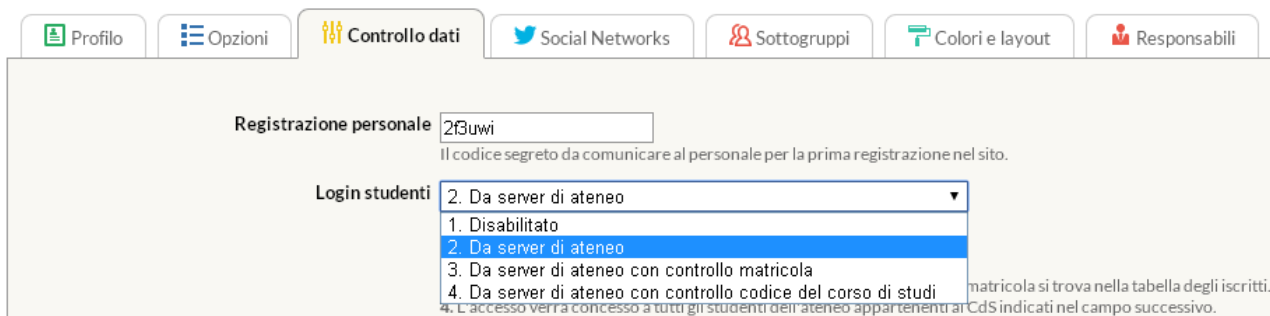 Profilo Opzioni Controllo dati Social Networks Sottogruppi Colori e layout Responsabili
Registrazione personale 2f3uwi
Il codice segreto da comunicare al personale per la prima registrazione nel sito.
Login studenti 2. Da server di ateneo
1. Disabilitato
2. Da server di ateneo
3. Da server di ateneo con controllo matricola
4. Da server di ateneo con controllo codice del corso di studi
matricola si trova nella tabella degli iscritti.
4. L'accesso verrà concesso a tutti gli studenti dell'ateneo appartenenti ai CdS indicati nel campo successivo.